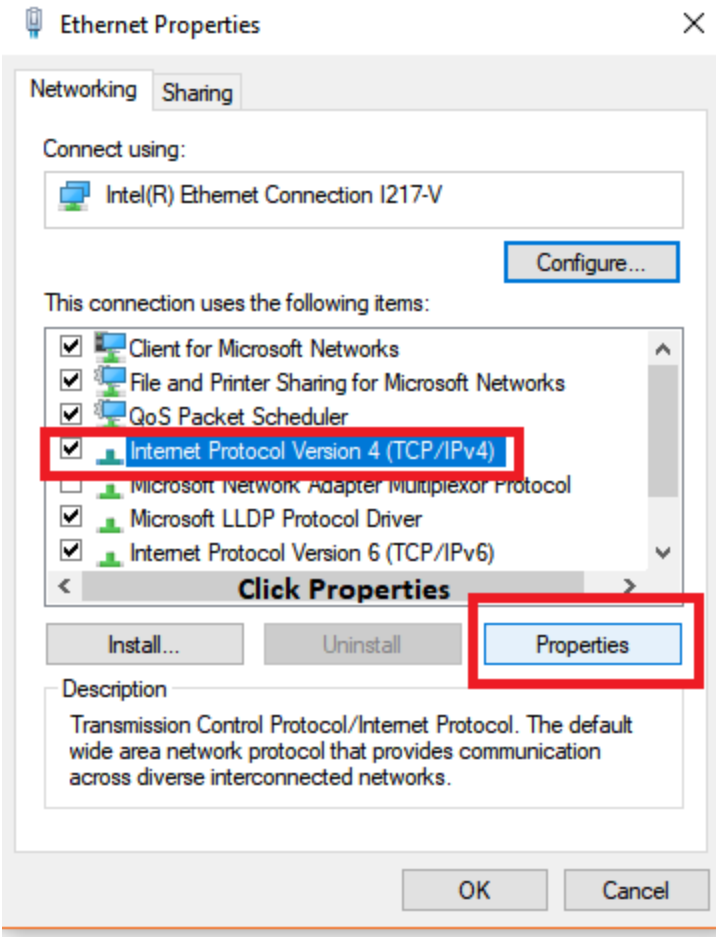 Ethernet Properties
Networking
Sharing
Connect using:
Intel(R) Ethernet Connection I217-V
Configure...
This connection uses the following items:
Client for Microsoft Networks
File and Printer Sharing for Microsoft Networks
QoS Packet Scheduler
Internet Protocol Version 4 (TCP/IPv4)
Microsoft Network Adapter Multiplexor Protocol
Microsoft LLDP Protocol Driver
Internet Protocol Version 6 (TCP/IPv6)
Click Properties
Install...
Uninstall
Properties
Description
Transmission Control Protocol/Internet Protocol. The default
wide area network protocol that provides communication
across diverse interconnected networks.
OK
Cancel